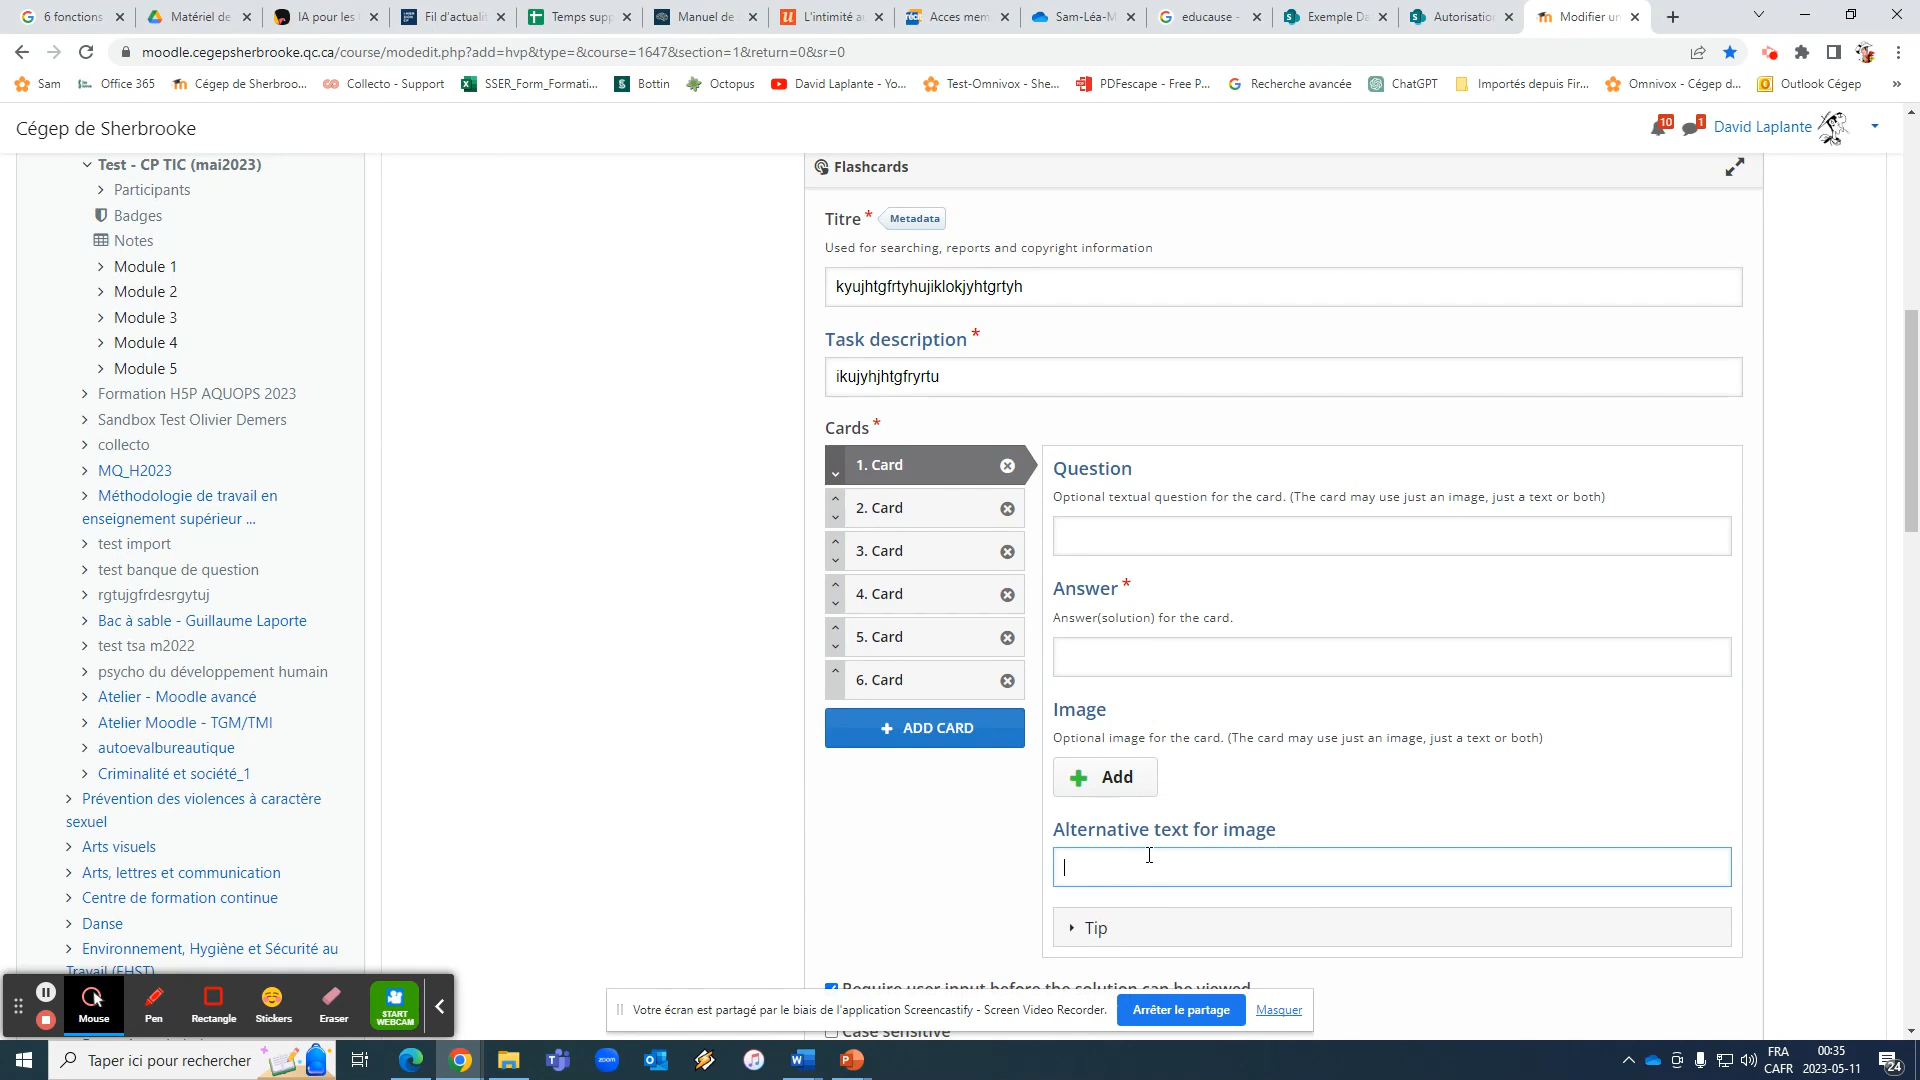 6 fonctions
Matériel de
IA pour les
Fil d'actuali
Temps supp
Manuel de
L'intimité au
Acces mem
Sam-Léa-M
educause -
Exemple Da
Autorisation
Modifier un
moodle.cegepsherbrooke.qc.ca/course/modedit.php?add=hvp&type=&course=1647&section=1&return=0&sr=0
Sam
Office 365
Cégep de Sherbroo...
Collecto - Support
SSER_Form_Formati...
Bottin
Octopus
David Laplante - Yo...
Test-Omnivox - She...
PDFescape - Free P...
Recherche avancée
ChatGPT
Importés depuis Fir...
Omnivox - Cégep d...
Outlook Cégep
»
Cégep de Sherbrooke
10
1
David Laplante
Test - CP TIC (mai2023)
Participants
Badges
Notes
Module 1
Module 2
Module 3
Module 4
Module 5
Formation H5P AQUOPS 2023
Sandbox Test Olivier Demers
collecto
MQ_H2023
Méthodologie de travail en
enseignement supérieur ...
test import
test banque de question
rgtujgfrdesrgytuj
Bac à sable - Guillaume Laporte
test tsa m2022
psycho du développement humain
Atelier - Moodle avancé
Atelier Moodle - TGM/TMI
autoevalbureautique
Criminalité et société_1
Prévention des violences à caractère
sexuel
Arts visuels
Arts, lettres et communication
Centre de formation continue
Danse
Environnement, Hygiène et Sécurité au
Travail (EHST)
Flashcards
Titre *
Metadata
Used for searching, reports and copyright information
kyujhtgfrtyhujiklokjyhtgrtyh
Task description *
ikujyhjhtgfryrtu
Cards *
1. Card
2. Card
3. Card
4. Card
5. Card
6. Card
+ ADD CARD
Question
Optional textual question for the card. (The card may use just an image, just a text or both)
Answer *
Answer(solution) for the card.
Image
Optional image for the card. (The card may use just an image, just a text or both)
Add
Alternative text for image
Tip
Require user input before the solution can be viewed
Case sensitive
Mouse
Pen
Rectangle
Stickers
Eraser
START
WEBCAM
Votre écran est partagé par le biais de l'application Screencastify - Screen Video Recorder.
Arrêter le partage
Masquer
Taper ici pour rechercher
zoom
FRA
CAFR
00:35
2023-05-11
24